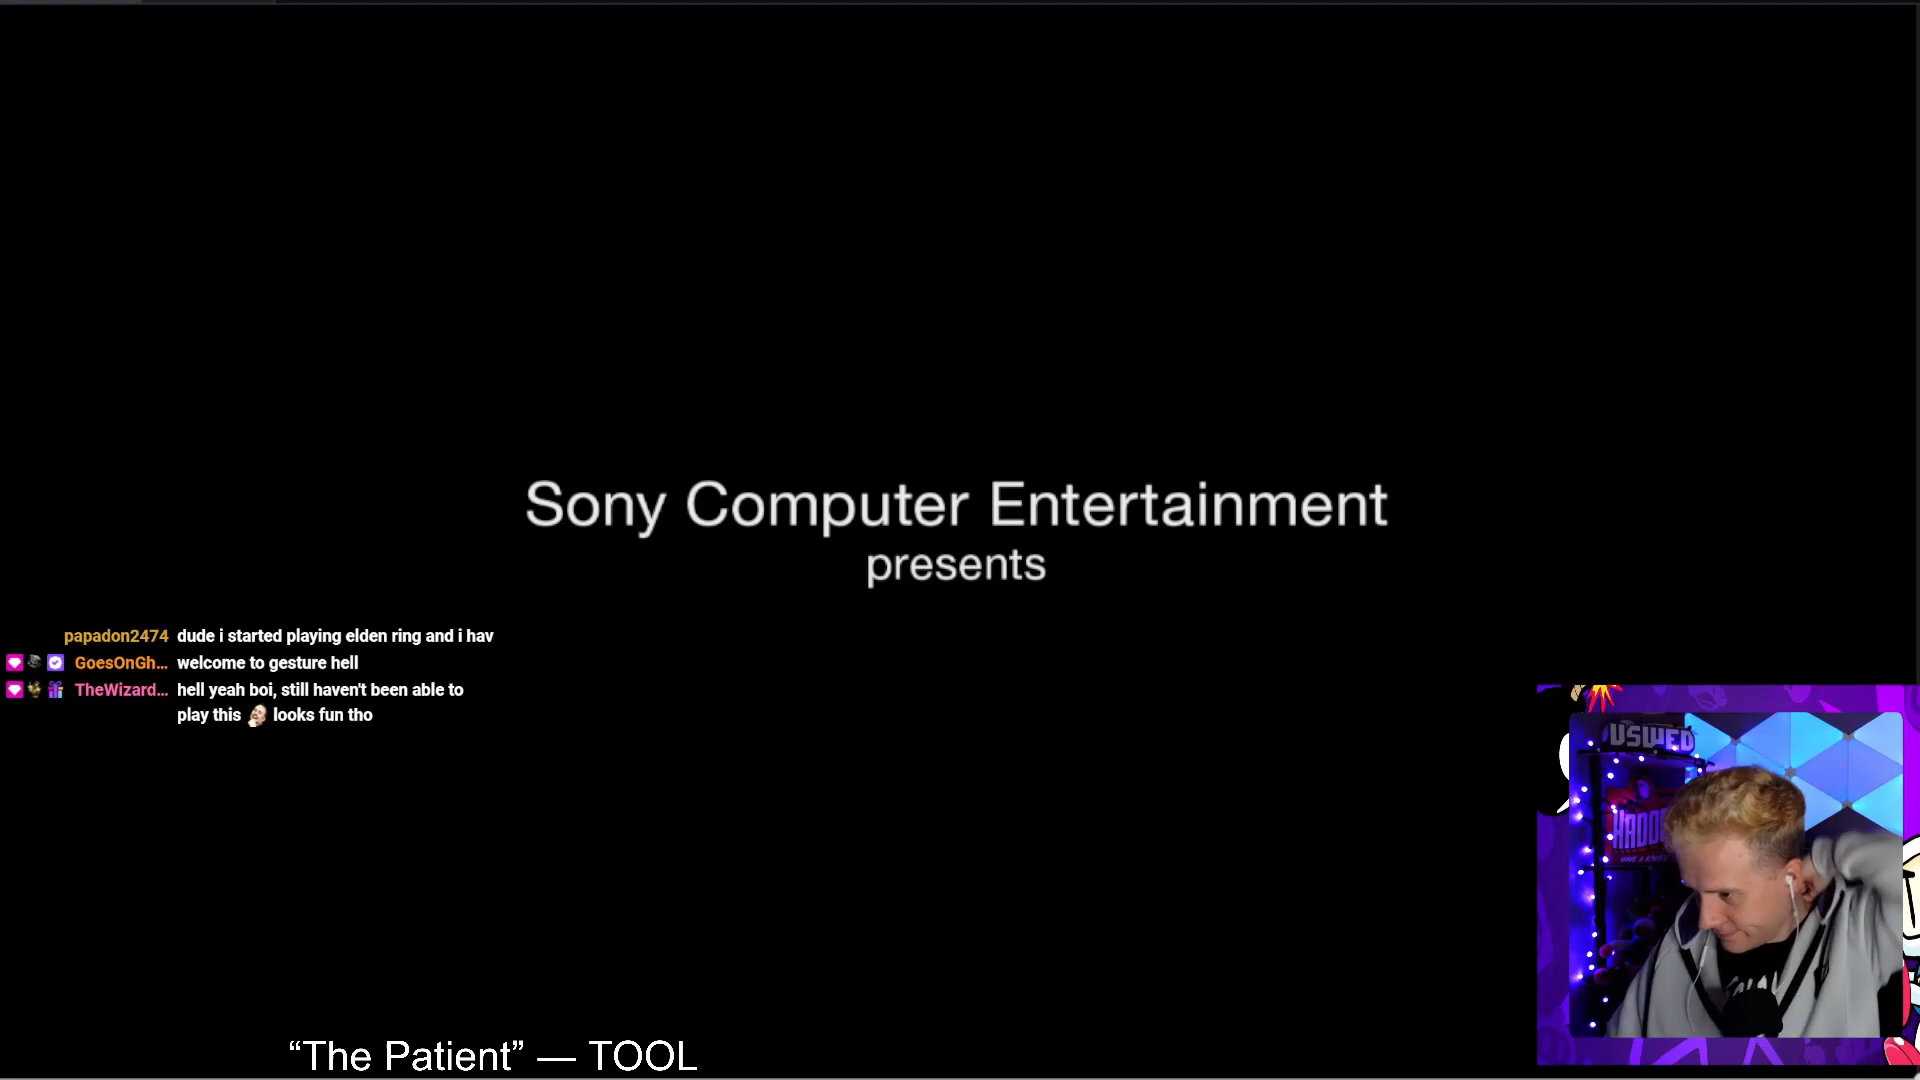 Sony Computer Entertainment
presents
papadon2474 dude i started playing elden ring and i hav
GoesOnGh... welcome to gesture hell
TheWizard... hell yeah boi, still haven't been able to
play this looks fun tho
USWED
“The Patient” — TOOL